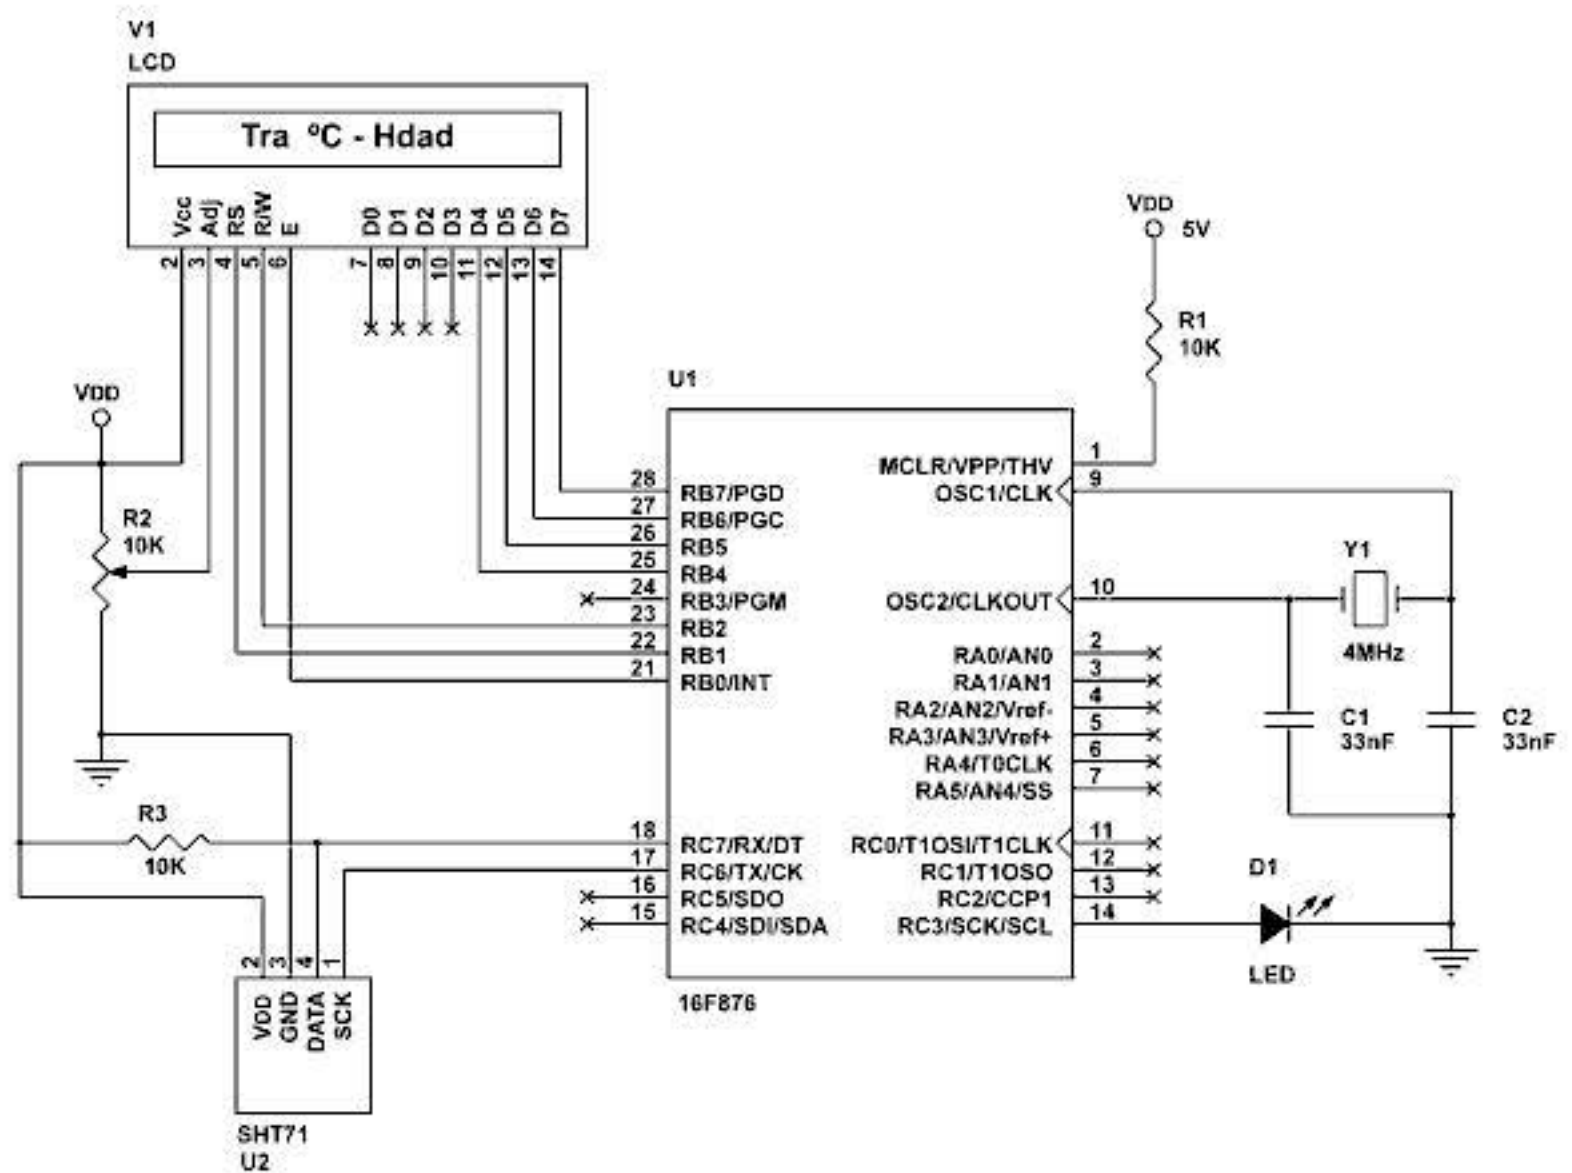 V1
LCD
Tra ºC - Hdad
Vcc
Adj
RS
R/W
E
D0
D1
D2
D3
D4
D5
D6
D7
2
3
4
5
6
7
8
9
10
11
12
13
14
VDD
5V
R1
10K
VDD
R2
10K
U1
28
27
26
25
24
23
22
21
18
17
16
15
RB7/PGD
RB6/PGC
RB5
RB4
RB3/PGM
RB2
RB1
RB0/INT
RC7/RX/DT
RC6/TX/CK
RC5/SDO
RC4/SDI/SDA
MCLR/VPP/THV
OSC1/CLK
OSC2/CLKOUT
RA0/AN0
RA1/AN1
RA2/AN2/Vref-
RA3/AN3/Vref+
RA4/T0CLK
RA5/AN4/SS
RC0/T1OSI/T1CLK
RC1/T1OSO
RC2/CCP1
RC3/SCK/SCL
1
9
10
2
3
4
5
6
7
11
12
13
14
16F876
Y1
4MHz
C1
33nF
C2
33nF
D1
LED
R3
10K
2
3
4
1
VDD
GND
DATA
SCK
SHT71
U2